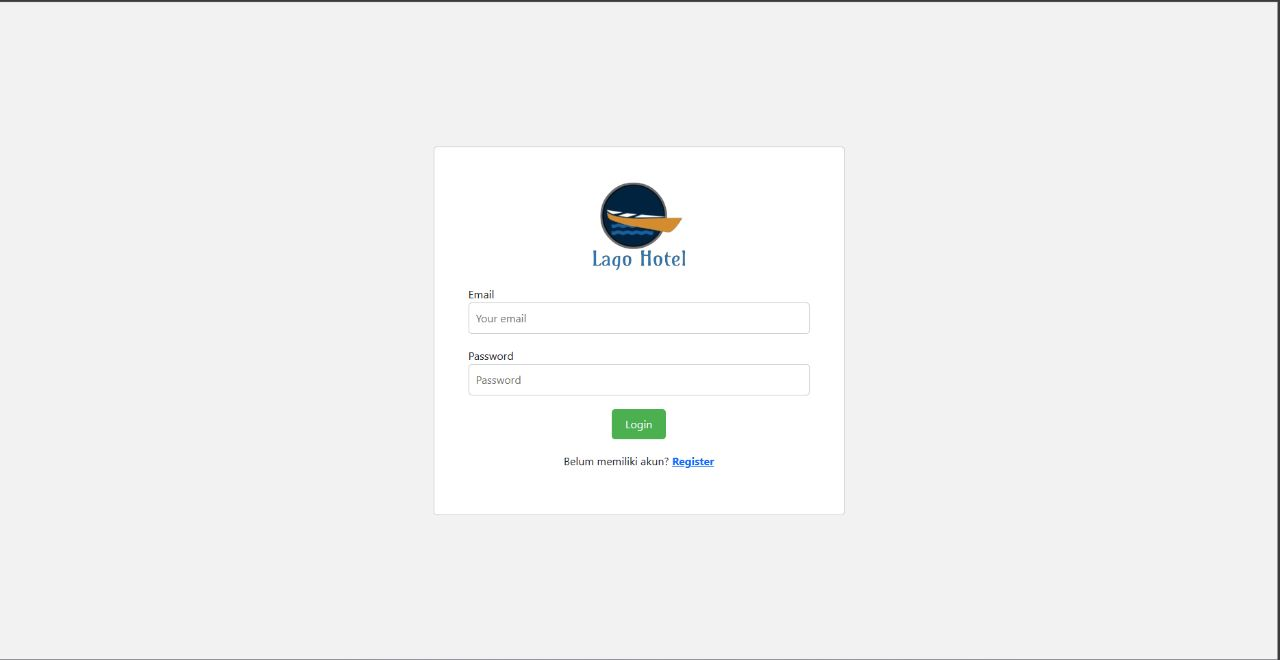 Lago Hotel
Email
Your email
Password
Password
Login
Belum memiliki akun? Register